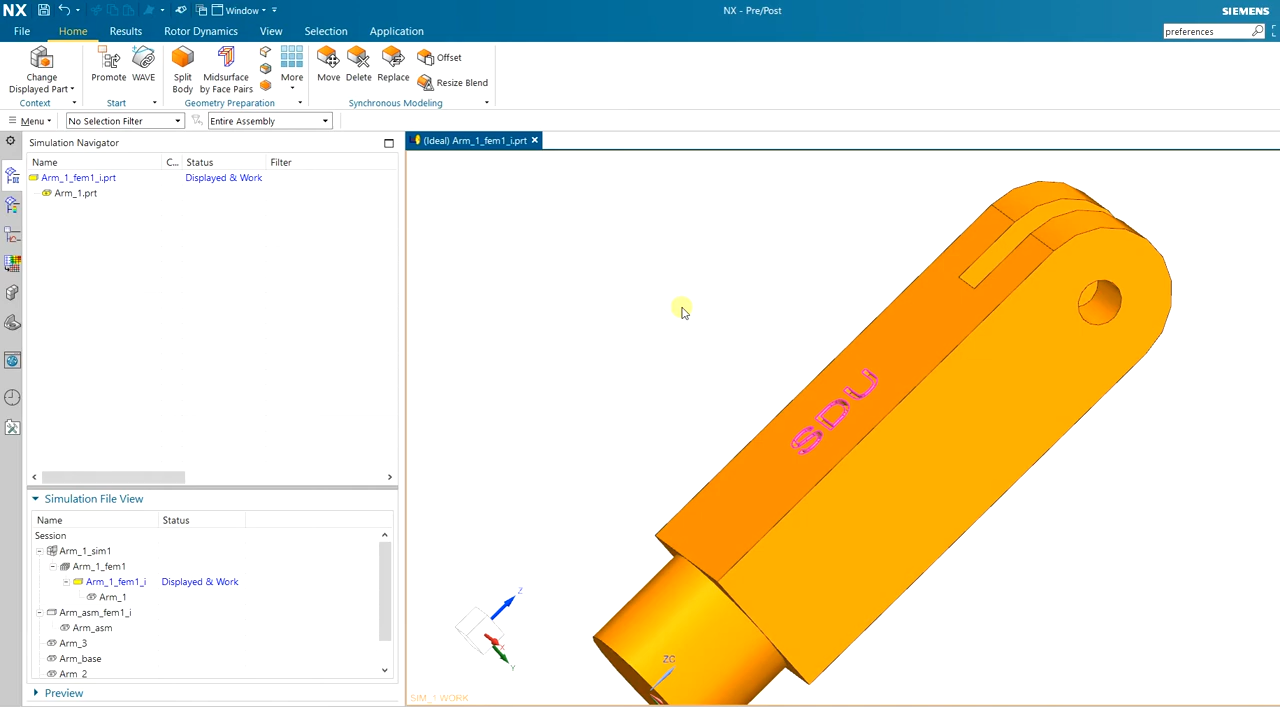 NX Window NX - Pre/Post SIEMENS
File Home Results Rotor Dynamics View Selection Application preferences
Change Displayed Part Promote WAVE Split Body Midsurface by Face Pairs More Move Delete Replace Offset Resize Blend
Context Start Geometry Preparation Synchronous Modeling
Menu No Selection Filter Entire Assembly
Simulation Navigator (Ideal) Arm_1_fem1_i.prt
Name C... Status Filter
Arm_1_fem1_i.prt Displayed & Work
Arm_1.prt
SDU
Simulation File View
Name Status
Session
Arm_1_sim1
Arm_1_fem1
Arm_1_fem1_i Displayed & Work
Arm_1
Arm_asm_fem1_i
Arm_asm
Arm_3
Arm_base
Arm_2
Preview
Z
Y
ZC
SIM_1 WORK